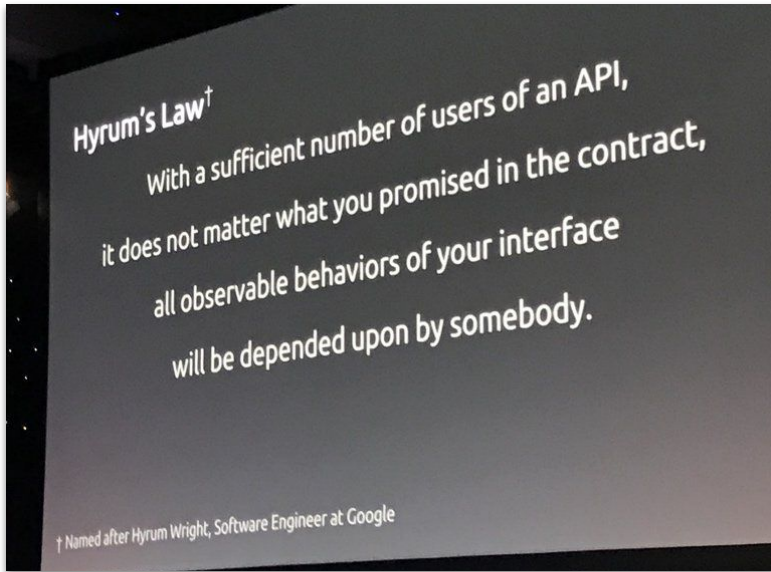 Hyrum's Law†
With a sufficient number of users of an API,
it does not matter what you promised in the contract,
all observable behaviors of your interface
will be depended upon by somebody.
† Named after Hyrum Wright, Software Engineer at Google